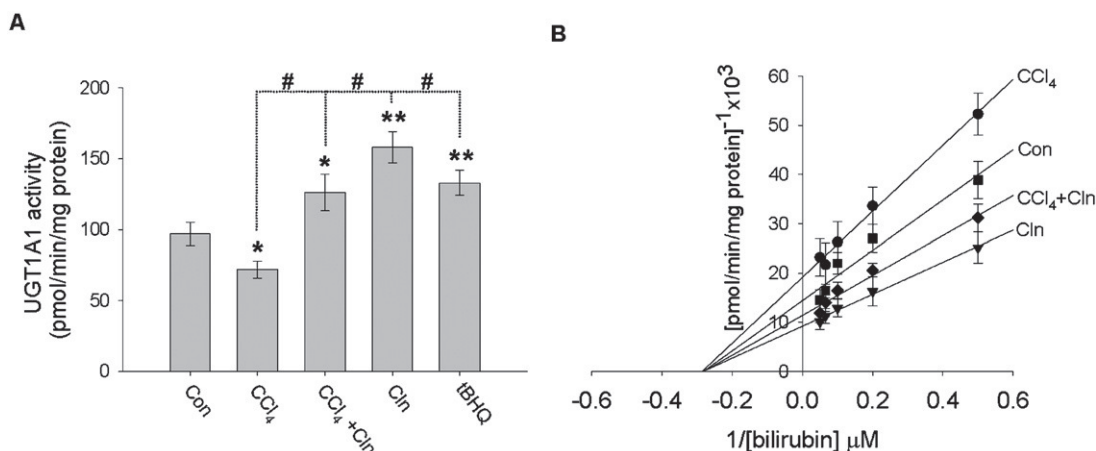 A
UGT1A1 activity
(pmol/min/mg protein)
200
150
100
50
0
# # #
* * ** **
Con
CCl₄
CCl₄ +Cln
Cln
tBHQ
B
[pmol/min/mg protein]⁻¹x10³
60
50
40
30
20
10
0
CCl₄
Con
CCl₄+Cln
Cln
-0.6 -0.4 -0.2 0.0 0.2 0.4 0.6
1/[bilirubin] µM